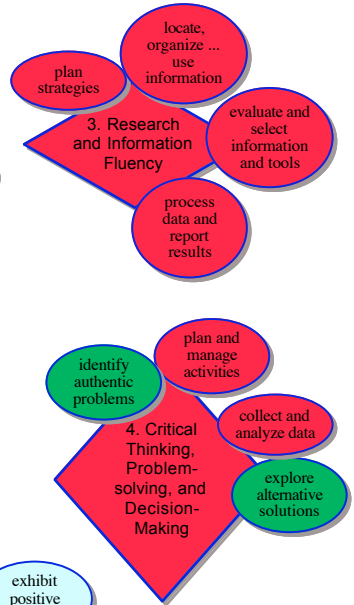 locate,
organize ...
use
information
plan
strategies
3. Research
and Information
Fluency
evaluate and
select
information
and tools
process
data and
report
results
plan and
manage
activities
identify
authentic
problems
4. Critical
Thinking,
Problem-
solving, and
Decision-
Making
collect and
analyze data
explore
alternative
solutions
exhibit
positive